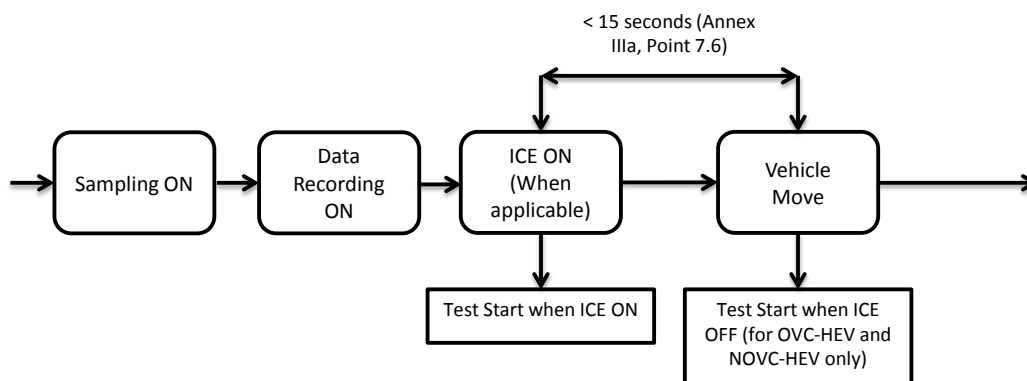 < 15 seconds (Annex
IIIa, Point 7.6)
Sampling ON
Data
Recording
ON
ICE ON
(When
applicable)
Vehicle
Move
Test Start when ICE ON
Test Start when ICE
OFF (for OVC-HEV and
NOVC-HEV only)